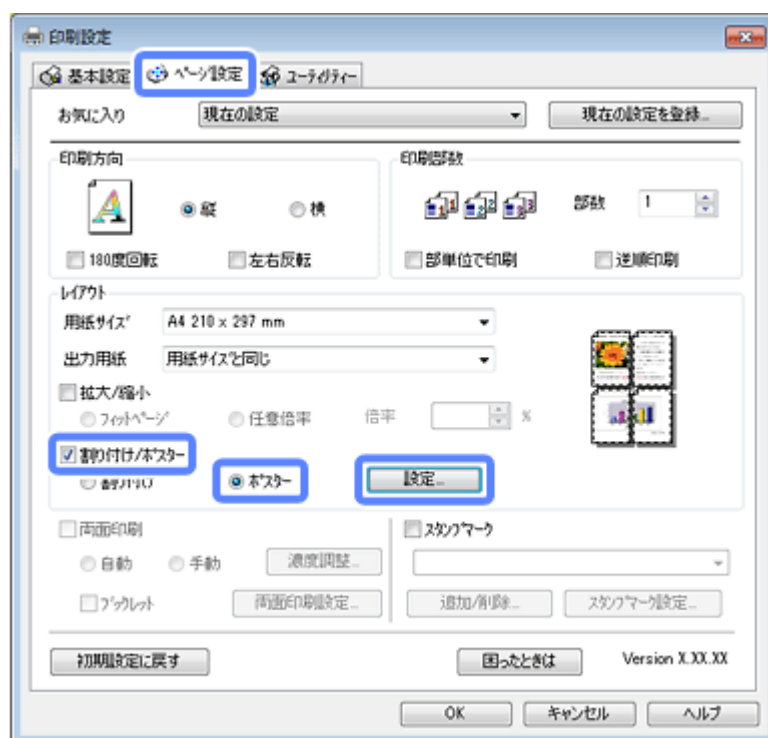 印刷設定
基本設定 ページ設定 ユーティリティー
お気に入り 現在の設定 現在の設定を登録...
印刷方向 印刷部数
縦 横 部数 1
180度回転 左右反転 部単位で印刷 逆順印刷
レイアウト
用紙サイズ A4 210 x 297 mm
出力用紙 用紙サイズと同じ
拡大/縮小
フィットページ 任意倍率 倍率 %
割り付け/ポスター
割り付け ポスター 設定...
両面印刷 スタンプマーク
自動 手動 濃度調整...
ブックレット 両面印刷設定... 追加/削除... スタンプマーク設定...
初期設定に戻す 困ったときは Version X.XX.XX
OK キャンセル ヘルプ